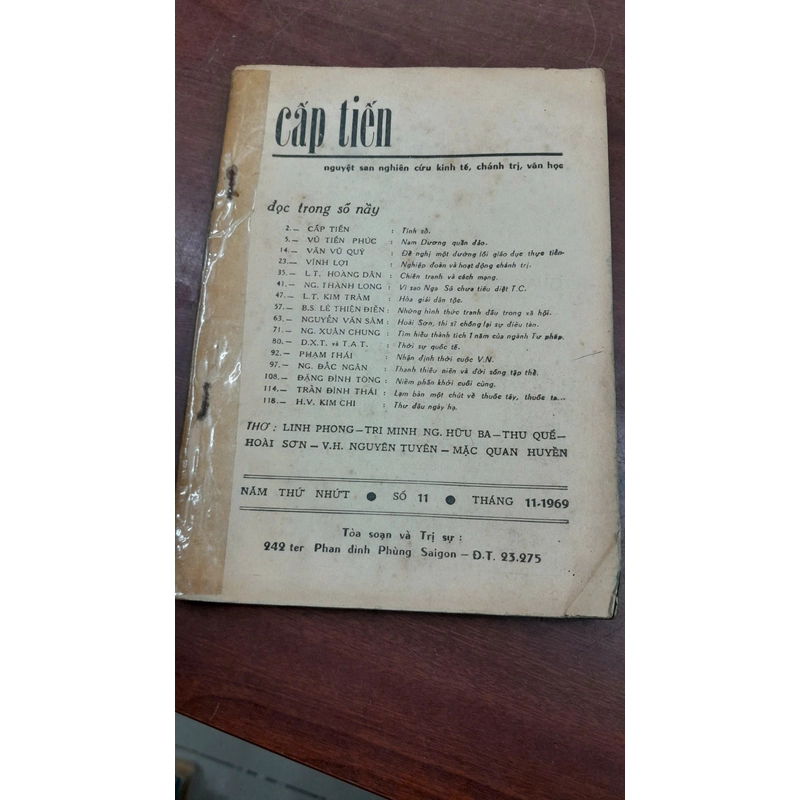 cấp tiến
nguyệt san nghiên cứu kinh tế, chánh trị, văn học
đọc trong số nầy
2.— CẤP TIẾN : Tính sổ.
5.— VŨ TIẾN PHÚC : Nam Dương quần đảo.
14.— VĂN VŨ QUÝ : Đề nghị một đường lối giáo dục thực tiễn—
23.— VĨNH LỢI : Nghiệp đoàn và hoạt động chánh trị.
35.— L.T. HOÀNG DÂN : Chiến tranh và cách mạng.
41.— NG. THÀNH LONG : Vì sao Nga Sô chưa tiêu diệt T.C.
47.— L.T. KIM TRÂM : Hòa giải dân tộc.
57.— B.S. LÊ THIỆN ĐIỀN : Những hình thức tranh đấu trong xã hội.
63.— NGUYỄN VĂN SÂM : Hoài Sơn, thi sĩ chống lại sự điêu tàn.
71.— NG. XUÂN CHUNG : Tìm hiểu thành tích 1 năm của ngành Tư pháp.
80.— D.X.T. và T.A.T. : Thời sự quốc tế.
92.— PHẠM THÁI : Nhận định thời cuộc V.N.
97.— NG. ĐẮC NGÂN : Thanh thiếu niên và đời sống tập thể.
108.— ĐẶNG ĐÌNH TÒNG : Niềm phấn khởi cuối cùng.
114.— TRẦN ĐÌNH THÁI : Lạm bàn một chút về thuốc tây, thuốc ta...
118.— H.V. KIM CHI : Thư đầu ngày hạ.
THƠ : LINH PHONG — TRI MINH NG. HỮU BA — THU QUẾ —
HOÀI SƠN — V.H. NGUYÊN TUYÊN — MẶC QUAN HUYỀN
NĂM THỨ NHỨT ● SỐ 11 ● THÁNG 11-1969
Tòa soạn và Trị sự :
242 ter Phan đình Phùng Saigon — Đ.T. 23.275